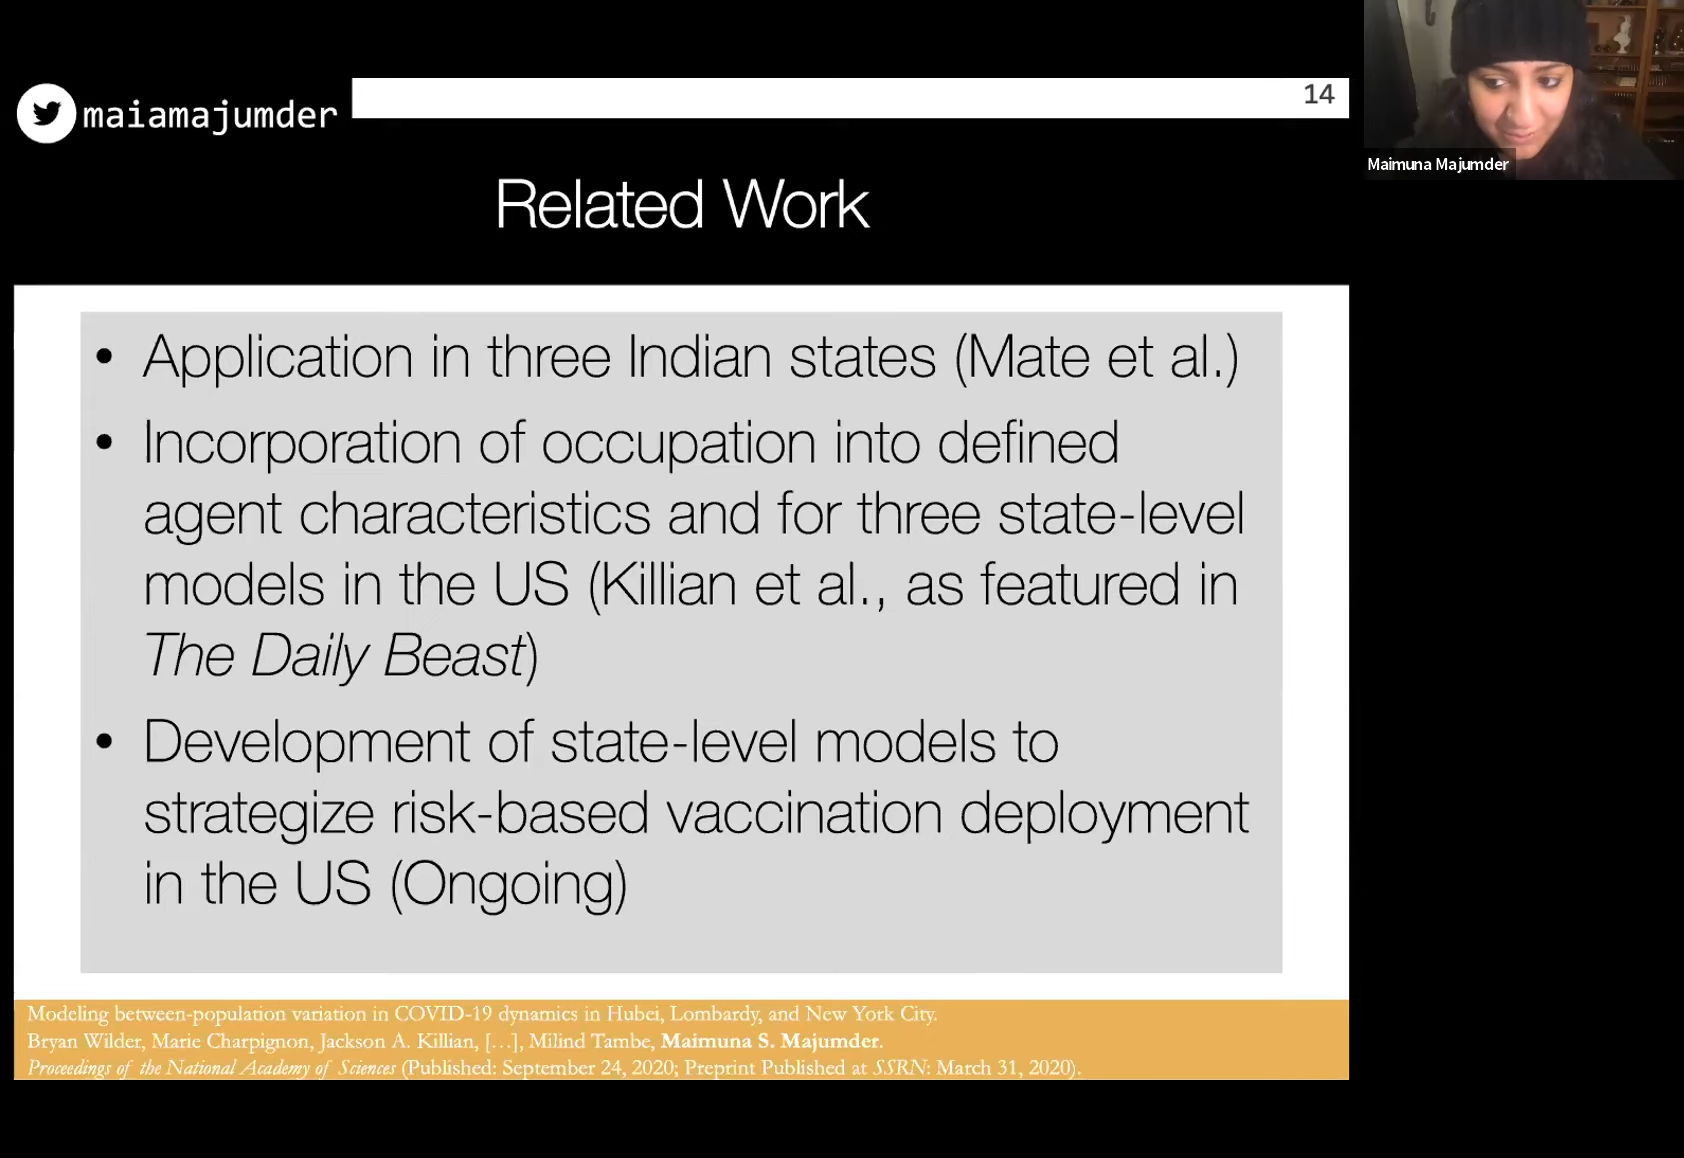 maiamajumder
14
Maimuna Majumder
Related Work
• Application in three Indian states (Mate et al.)
• Incorporation of occupation into defined
agent characteristics and for three state-level
models in the US (Killian et al., as featured in
The Daily Beast)
• Development of state-level models to
strategize risk-based vaccination deployment
in the US (Ongoing)
Modeling between-population variation in COVID-19 dynamics in Hubei, Lombardy, and New York City.
Bryan Wilder, Marie Charpignon, Jackson A. Killian, […], Milind Tambe, Maimuna S. Majumder.
Proceedings of the National Academy of Sciences (Published: September 24, 2020; Preprint Published at SSRN: March 31, 2020).